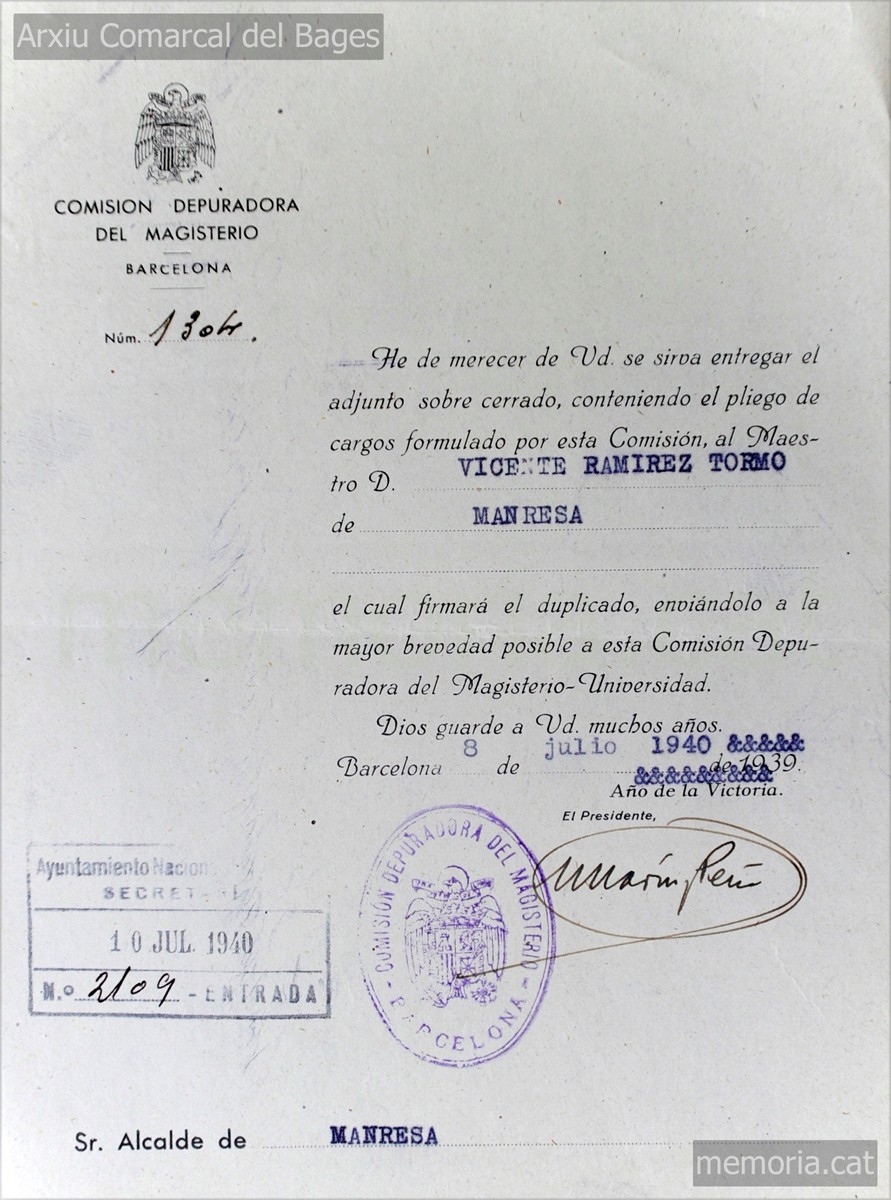 Arxiu Comarcal del Bages
COMISION DEPURADORA
DEL MAGISTERIO
BARCELONA
Núm. 1304.
He de merecer de Vd. se sirva entregar el
adjunto sobre cerrado, conteniendo el pliego de
cargos formulado por esta Comisión, al Maes-
tro D. VICENTE RAMIREZ TORMO
de MANRESA
el cual firmará el duplicado, enviándolo a la
mayor brevedad posible a esta Comisión Depu-
radora del Magisterio-Universidad.
Dios guarde a Vd. muchos años.
Barcelona 8 de julio 1940 &&&&&
de 1939.
&&&&&&&&&
Año de la Victoria.
El Presidente,
COMISIÓN DEPURADORA DEL MAGISTERIO
- BARCELONA -
Ayuntamiento
10 JUL. 1940
N.º 2109 - ENTRADA
Sr. Alcalde de MANRESA
memoria.cat